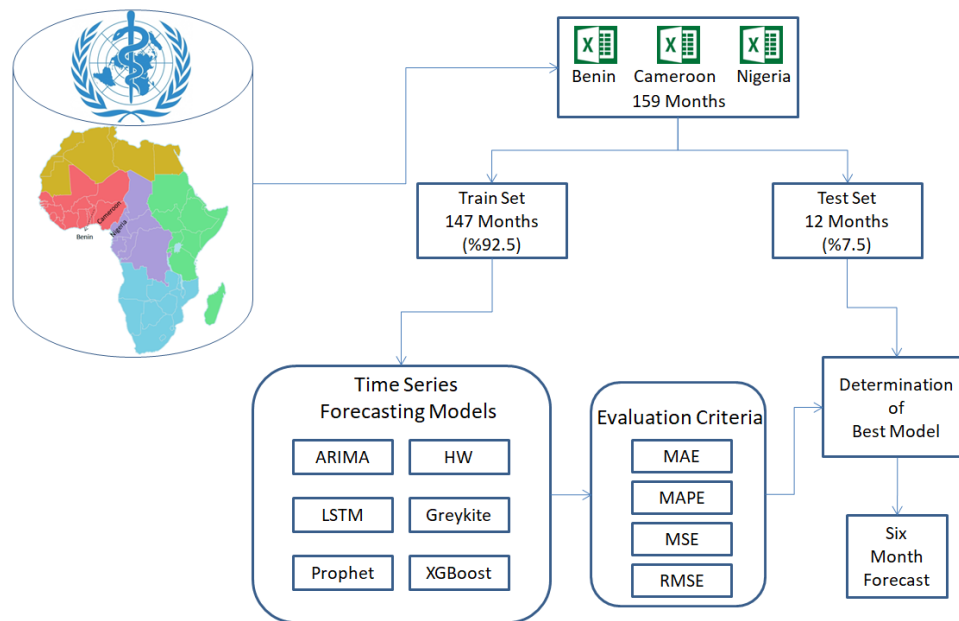 Benin Cameroon Nigeria
159 Months
Cameroon
Benin
Nigeria
Train Set
147 Months
(%92.5)
Test Set
12 Months
(%7.5)
Time Series
Forecasting Models
ARIMA HW
LSTM Greykite
Prophet XGBoost
Evaluation Criteria
MAE
MAPE
MSE
RMSE
Determination
of
Best Model
Six
Month
Forecast